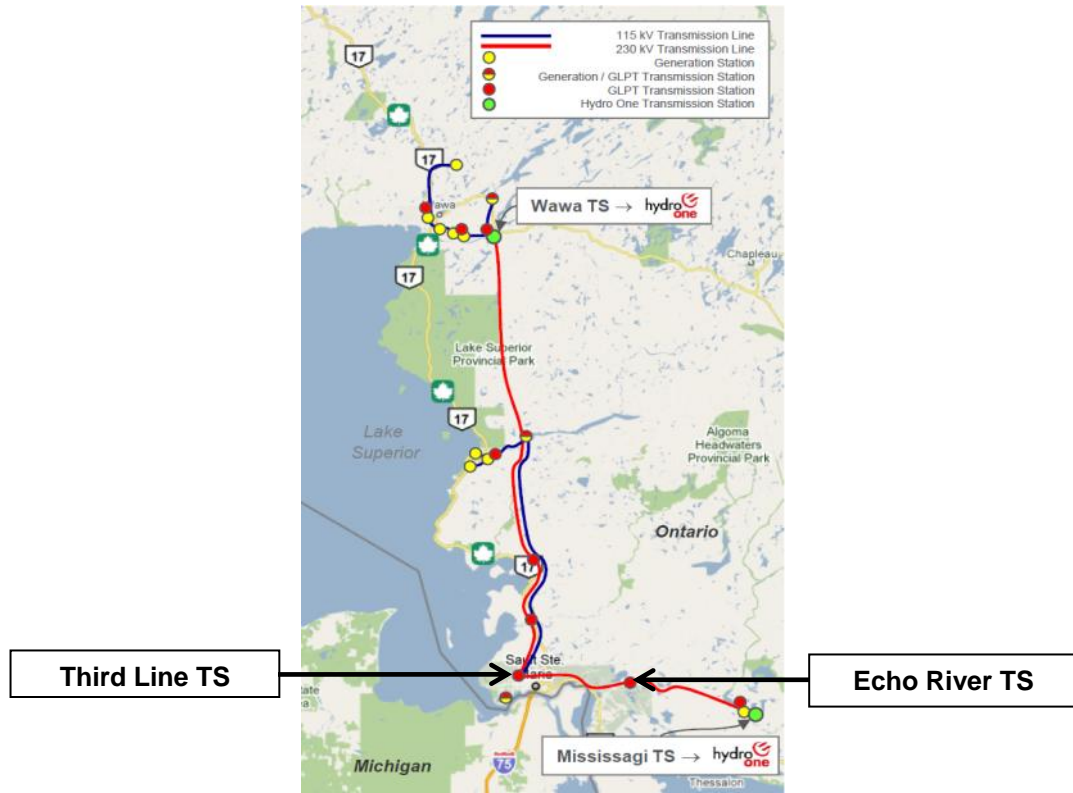 115 kV Transmission Line
230 kV Transmission Line
Generation Station
Generation / GLPT Transmission Station
GLPT Transmission Station
Hydro One Transmission Station
17
17
Wawa TS → hydro one
17
Chapleau
Lake Superior
Provincial Park
17
Lake
Superior
Algoma
Headwaters
Provincial Park
Ontario
17
Third Line TS
Sault Ste.
Echo River TS
Mississagi TS → hydro one
Michigan
75
Thessalon